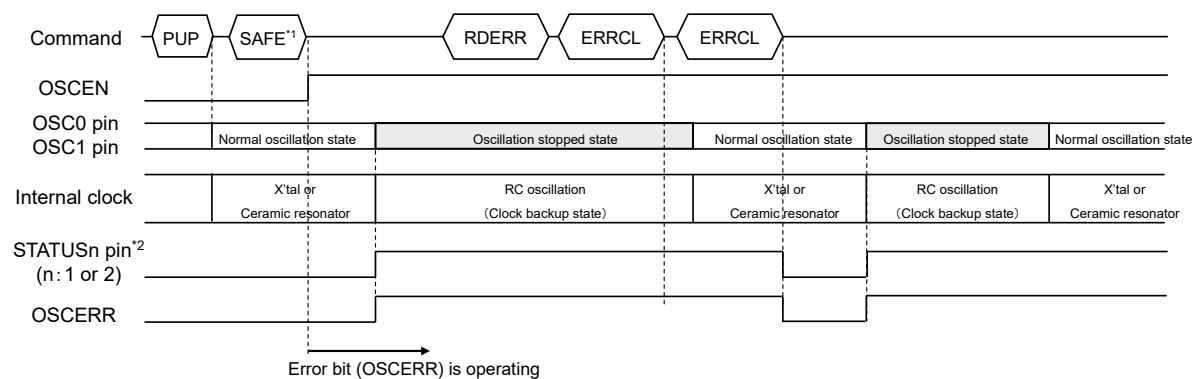 Command PUP SAFE*1 RDERR ERRCL ERRCL
OSCEN
OSC0 pin
OSC1 pin
Normal oscillation state Oscillation stopped state Normal oscillation state Oscillation stopped state Normal oscillation state
Internal clock
X'tal or RC oscillation X'tal or RC oscillation X'tal or
Ceramic resonator (Clock backup state) Ceramic resonator (Clock backup state) Ceramic resonator
STATUSn pin*2
(n: 1 or 2)
OSCERR
Error bit (OSCERR) is operating